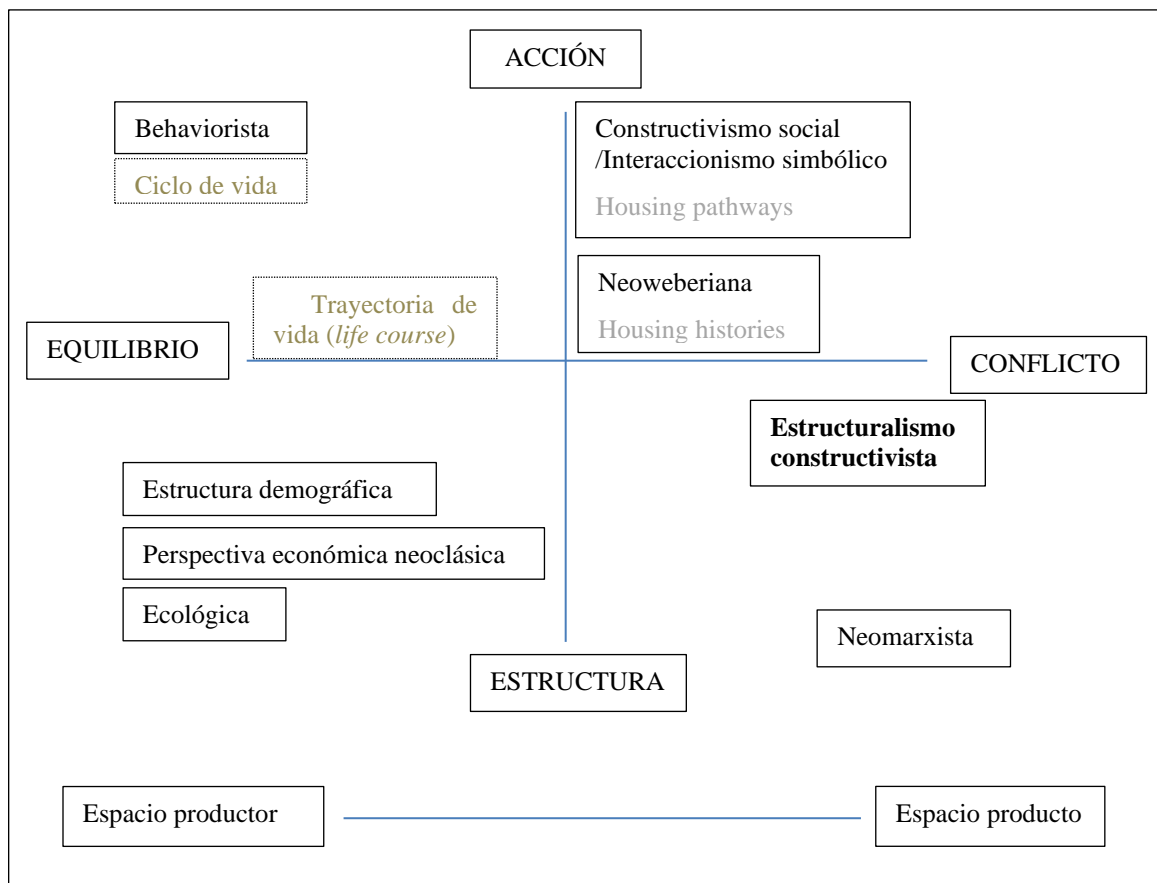 ACCIÓN
Behaviorista
Ciclo de vida
Constructivismo social
/Interaccionismo simbólico
Housing pathways
Trayectoria de
vida (life course)
Neoweberiana
Housing histories
EQUILIBRIO
CONFLICTO
Estructuralismo
constructivista
Estructura demográfica
Perspectiva económica neoclásica
Ecológica
Neomarxista
ESTRUCTURA
Espacio productor
Espacio producto